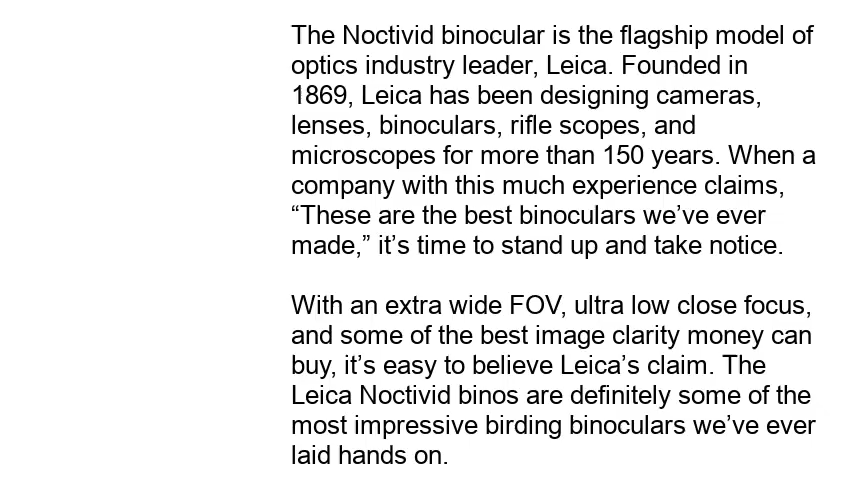 The Noctivid binocular is the flagship model of
optics industry leader, Leica. Founded in
1869, Leica has been designing cameras,
lenses, binoculars, rifle scopes, and
microscopes for more than 150 years. When a
company with this much experience claims,
“These are the best binoculars we’ve ever
made,” it’s time to stand up and take notice.

With an extra wide FOV, ultra low close focus,
and some of the best image clarity money can
buy, it’s easy to believe Leica’s claim. The
Leica Noctivid binos are definitely some of the
most impressive birding binoculars we’ve ever
laid hands on.